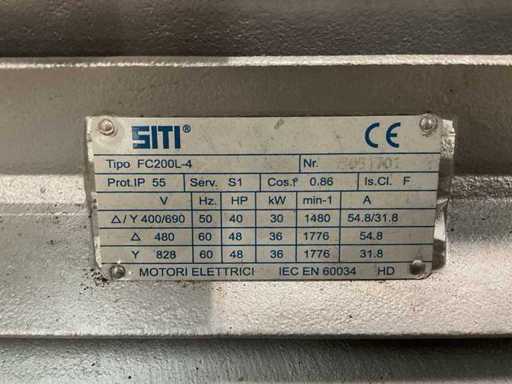 SITI® CE
Tipo FC200L-4 Nr.
Prot.IP 55 Serv. S1 Cos.f 0.86 Is.Cl. F
V Hz. HP kW min-1 A
Δ/Y 400/690 50 40 30 1480 54.8/31.8
Δ 480 60 48 36 1776 54.8
Y 828 60 48 36 1776 31.8
MOTORI ELETTRICI IEC EN 60034 HD